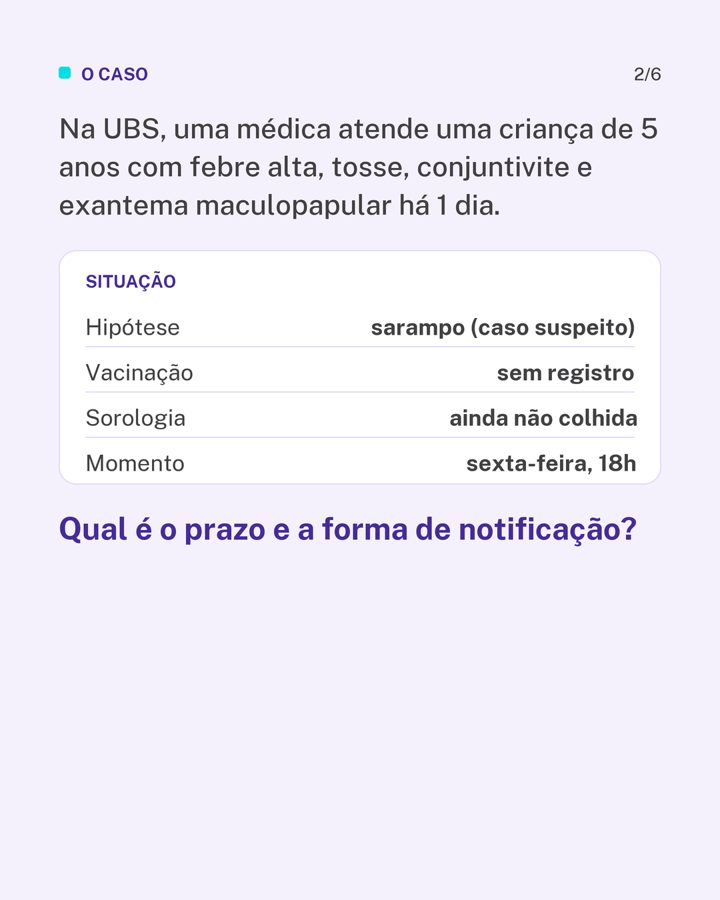 O CASO
2/6
Na UBS, uma médica atende uma criança de 5
anos com febre alta, tosse, conjuntivite e
exantema maculopapular há 1 dia.
SITUAÇÃO
Hipótese sarampo (caso suspeito)
Vacinação sem registro
Sorologia ainda não colhida
Momento sexta-feira, 18h
Qual é o prazo e a forma de notificação?